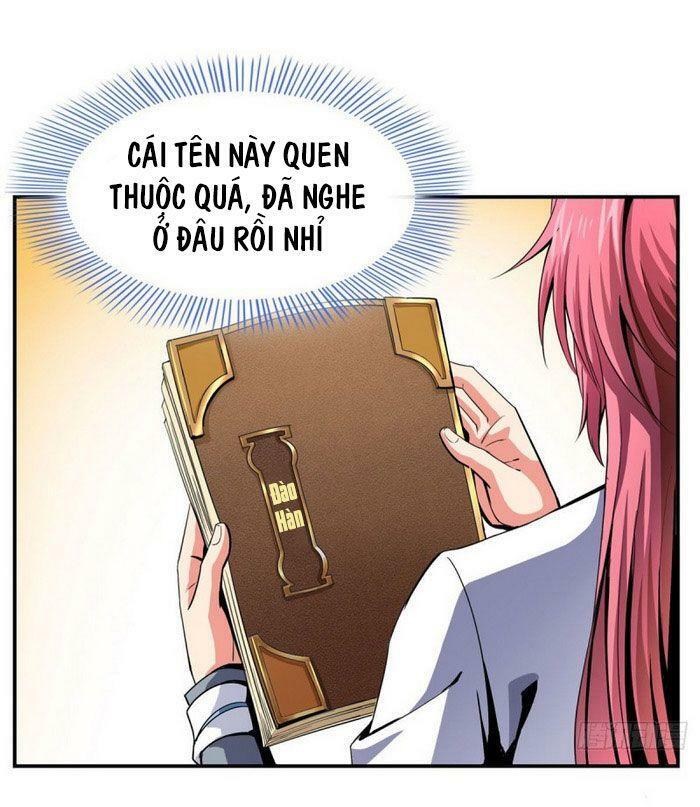 CÁI TÊN NÀY QUEN
THUỘC QUÁ, ĐÃ NGHE
Ở ĐÂU RỒI NHỈ
Đào
Hàn